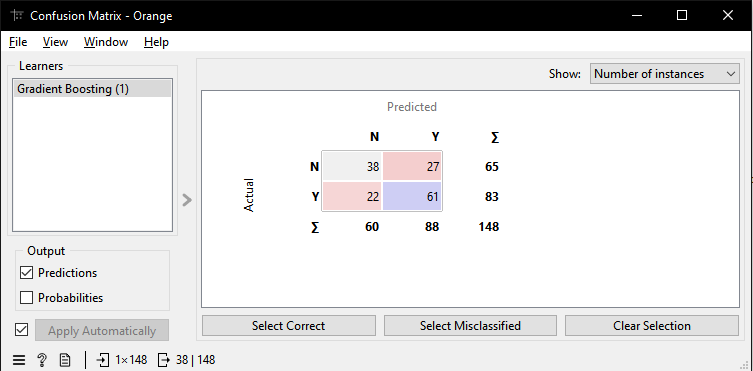 Confusion Matrix - Orange
File View Window Help
Learners
Gradient Boosting (1)
Output
Predictions
Probabilities
Apply Automatically
Show: Number of instances
Predicted
N Y ∑
Actual
N 38 27 65
Y 22 61 83
∑ 60 88 148
Select Correct Select Misclassified Clear Selection
? 1×148 38 | 148